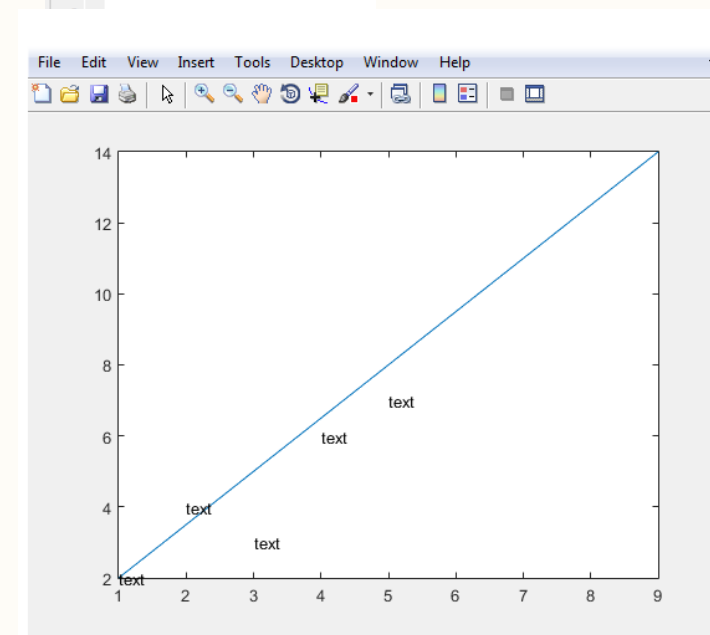 File Edit View Insert Tools Desktop Window Help
14
12
10
8
text
6
text
4
text
text
2
text
1 2 3 4 5 6 7 8 9